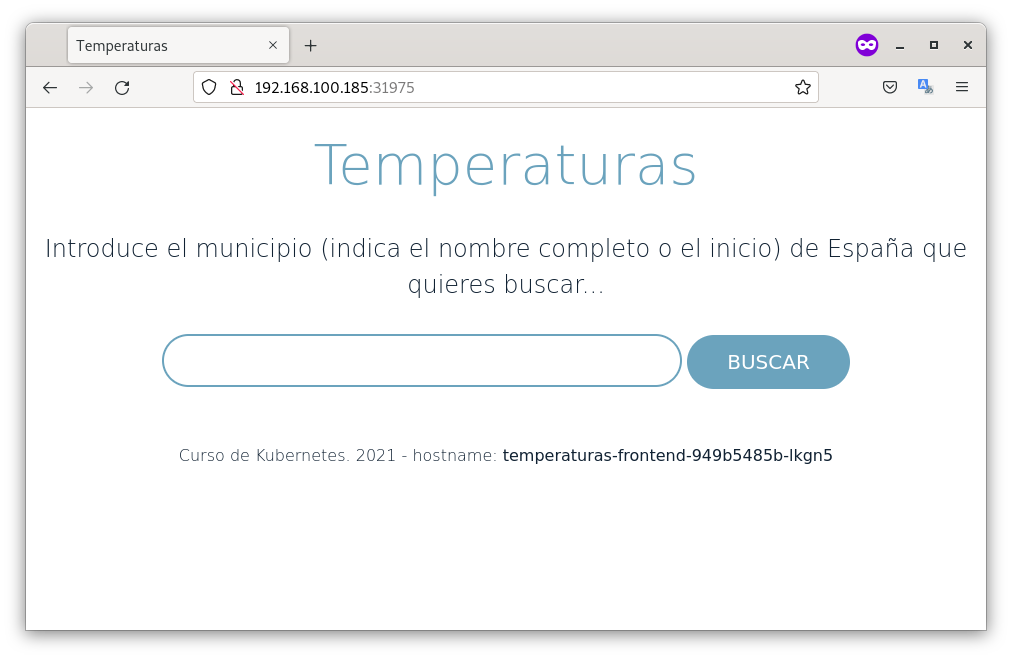 Temperaturas
192.168.100.185:31975
Temperaturas
Introduce el municipio (indica el nombre completo o el inicio) de España que
quieres buscar...
BUSCAR
Curso de Kubernetes. 2021 - hostname: temperaturas-frontend-949b5485b-lkgn5